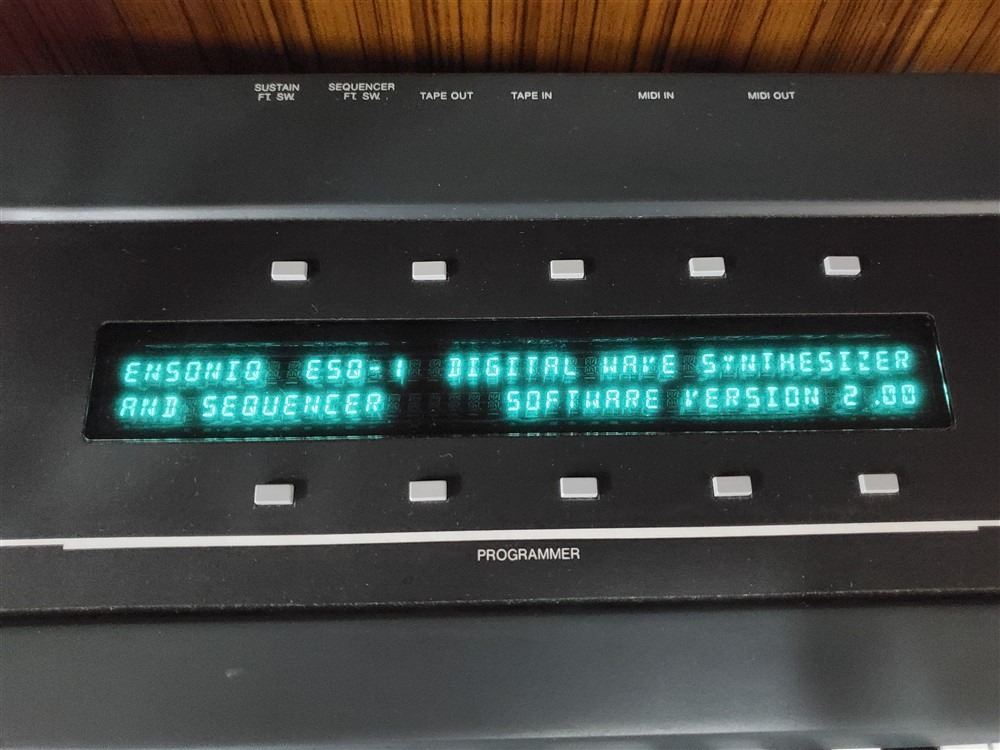 SUSTAIN
FT. SW.
SEQUENCER
FT. SW.
TAPE OUT
TAPE IN
MIDI IN
MIDI OUT
ENSONIQ ESQ-1 DIGITAL WAVE SYNTHESIZER
AND SEQUENCER SOFTWARE VERSION 2.00
PROGRAMMER